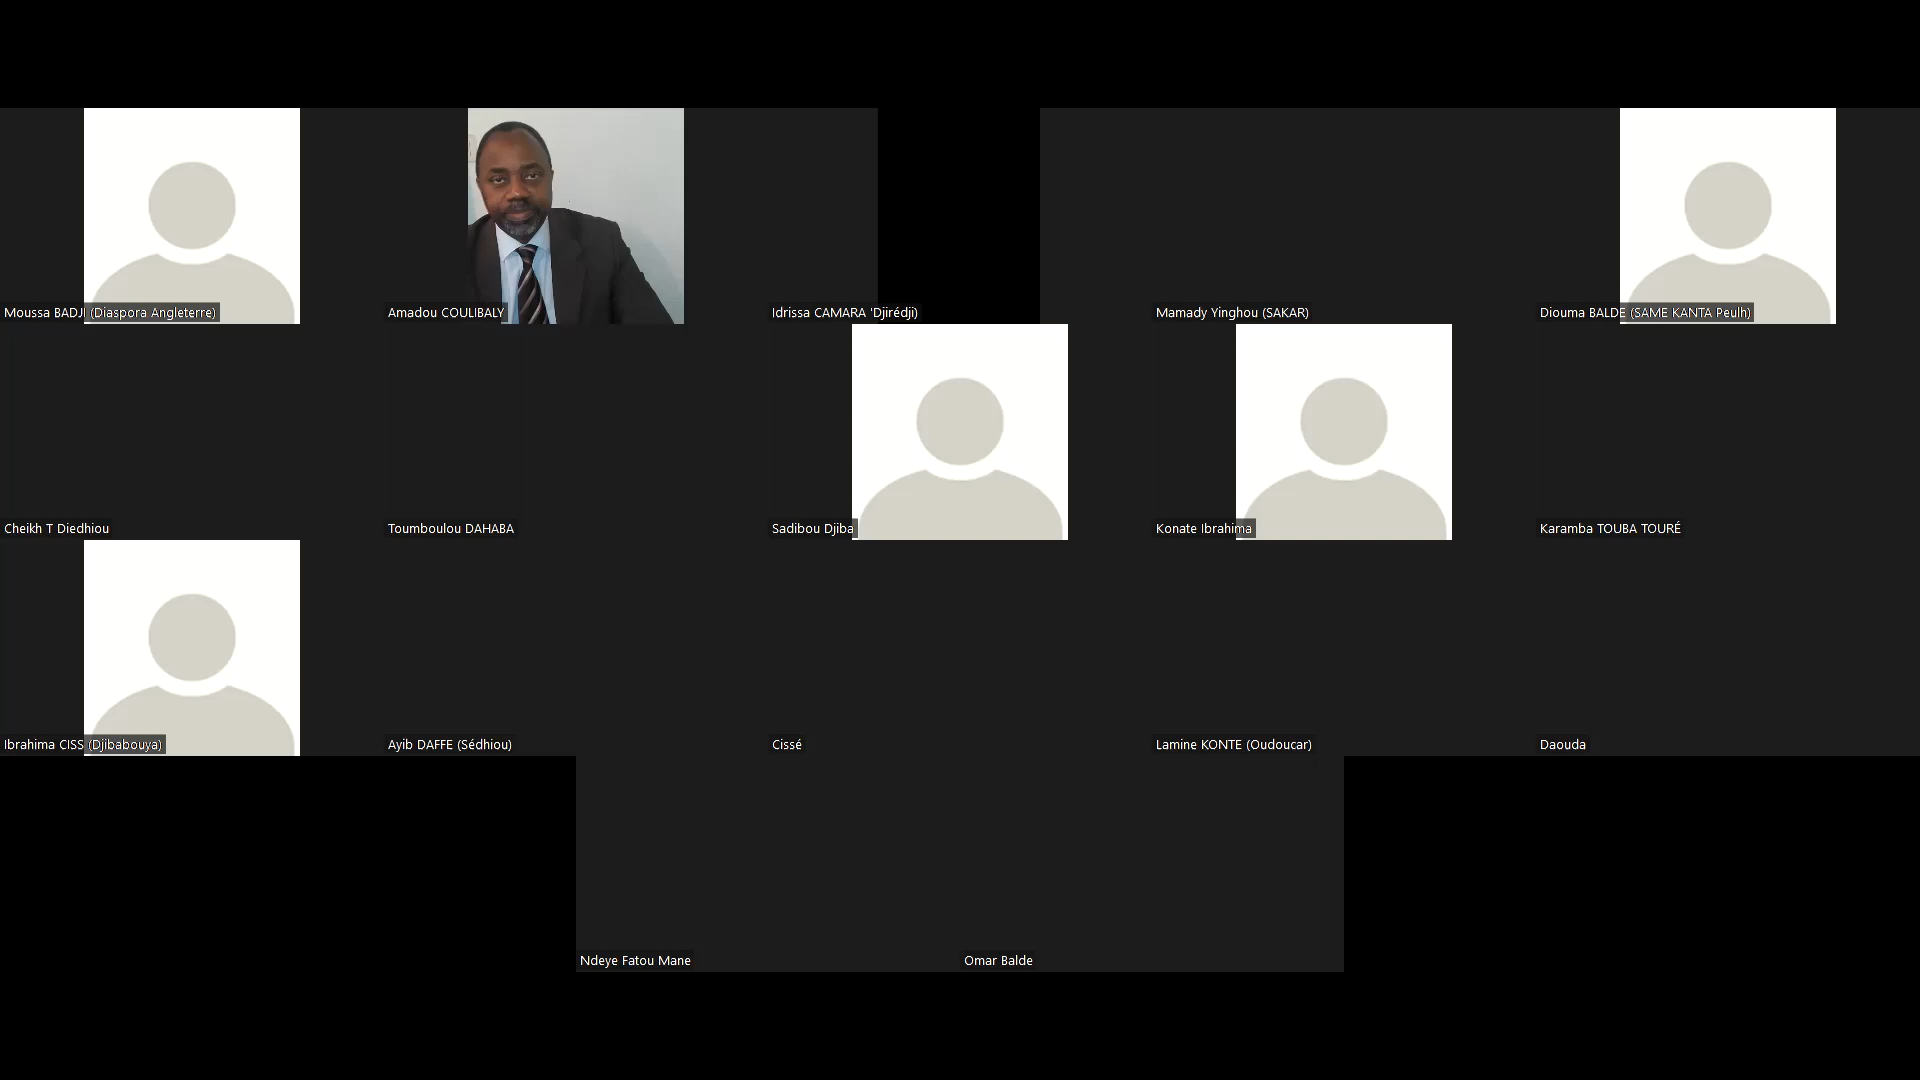 Moussa BADJI (Diaspora Angleterre)
Amadou COULIBALY
Idrissa CAMARA 'Djirédji)
Mamady Yinghou (SAKAR)
Diouma BALDE (SAME KANTA Peulh)
Cheikh T Diedhiou
Toumboulou DAHABA
Sadibou Djiba
Konate Ibrahima
Karamba TOUBA TOURÉ
Ibrahima CISS (Djibabouya)
Ayib DAFFE (Sédhiou)
Cissé
Lamine KONTE (Oudoucar)
Daouda
Ndeye Fatou Mane
Omar Balde